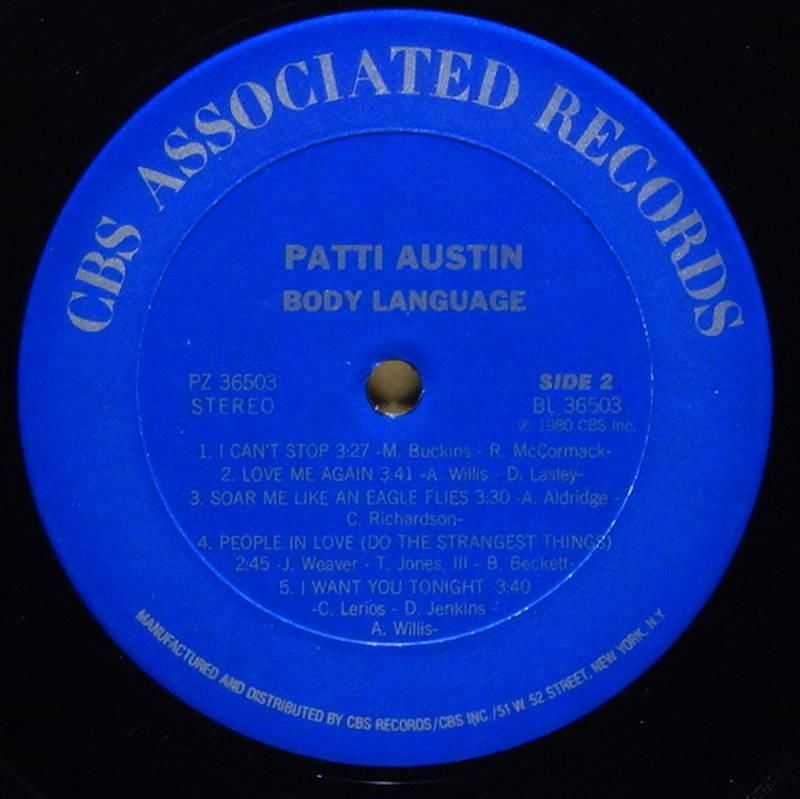 CBS ASSOCIATED RECORDS
PATTI AUSTIN
BODY LANGUAGE
PZ 36503
STEREO
SIDE 2
BL 36503
℗ 1980 CBS Inc.
1. I CAN'T STOP 3:27 -M. Buckins - R. McCormack-
2. LOVE ME AGAIN 3:41 -A. Willis - D. Lasley-
3. SOAR ME LIKE AN EAGLE FLIES 3:30 -A. Aldridge -
C. Richardson-
4. PEOPLE IN LOVE (DO THE STRANGEST THINGS)
2:45 -J. Weaver - T. Jones, III - B. Beckett-
5. I WANT YOU TONIGHT 3:40
-C. Lerios - D. Jenkins -
A. Willis-
MANUFACTURED AND DISTRIBUTED BY CBS RECORDS/CBS INC./51 W. 52 STREET, NEW YORK, N.Y.